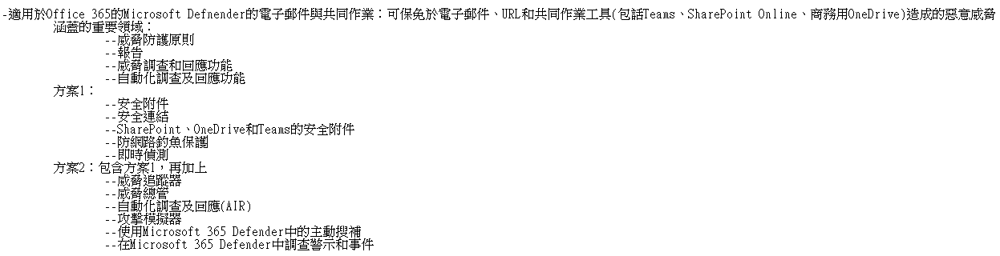 -適用於Office 365的Microsoft Defnender的電子郵件與共同作業：可保免於電子郵件、URL和共同作業工具(包話Teams、SharePoint Online、商務用OneDrive)造成的惡意威脅
涵蓋的重要領域：
--威脅防護原則
--報告
--威脅調查和回應功能
--自動化調查及回應功能
方案1：
--安全附件
--安全連結
--SharePoint、OneDrive和Teams的安全附件
--防網路釣魚保護
--即時偵測
方案2：包含方案1，再加上
--威脅追蹤器
--威脅總管
--自動化調查及回應(AIR)
--攻擊模擬器
--使用Microsoft 365 Defender中的主動搜補
--在Microsoft 365 Defender中調查警示和事件